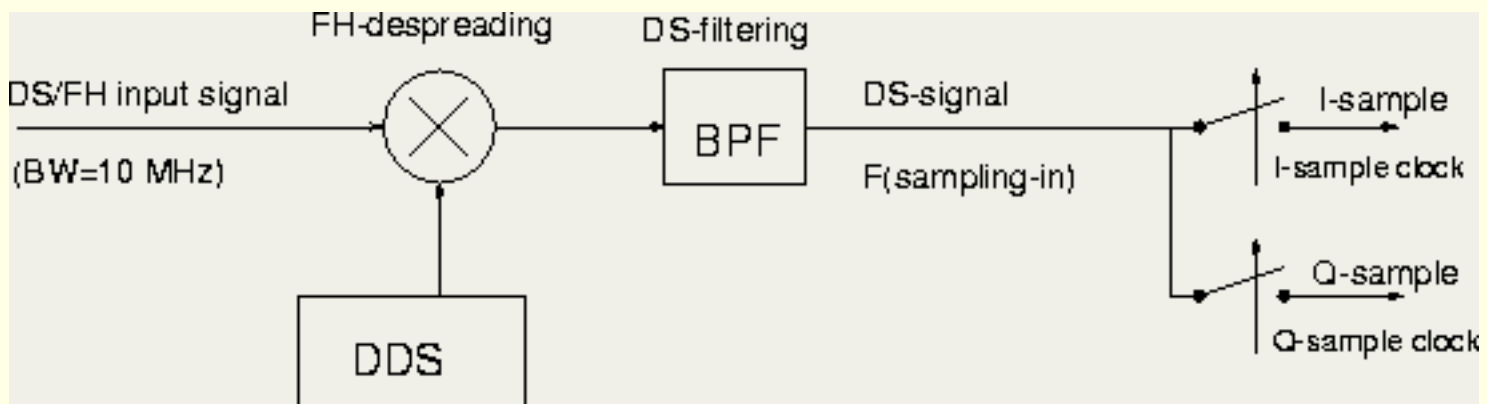 FH-despreading
DS-filtering
DS/FH input signal
(BW=10 MHz)
BPF
DS-signal
F(sampling-in)
I-sample
I-sample clock
Q-sample
Q-sample clock
DDS